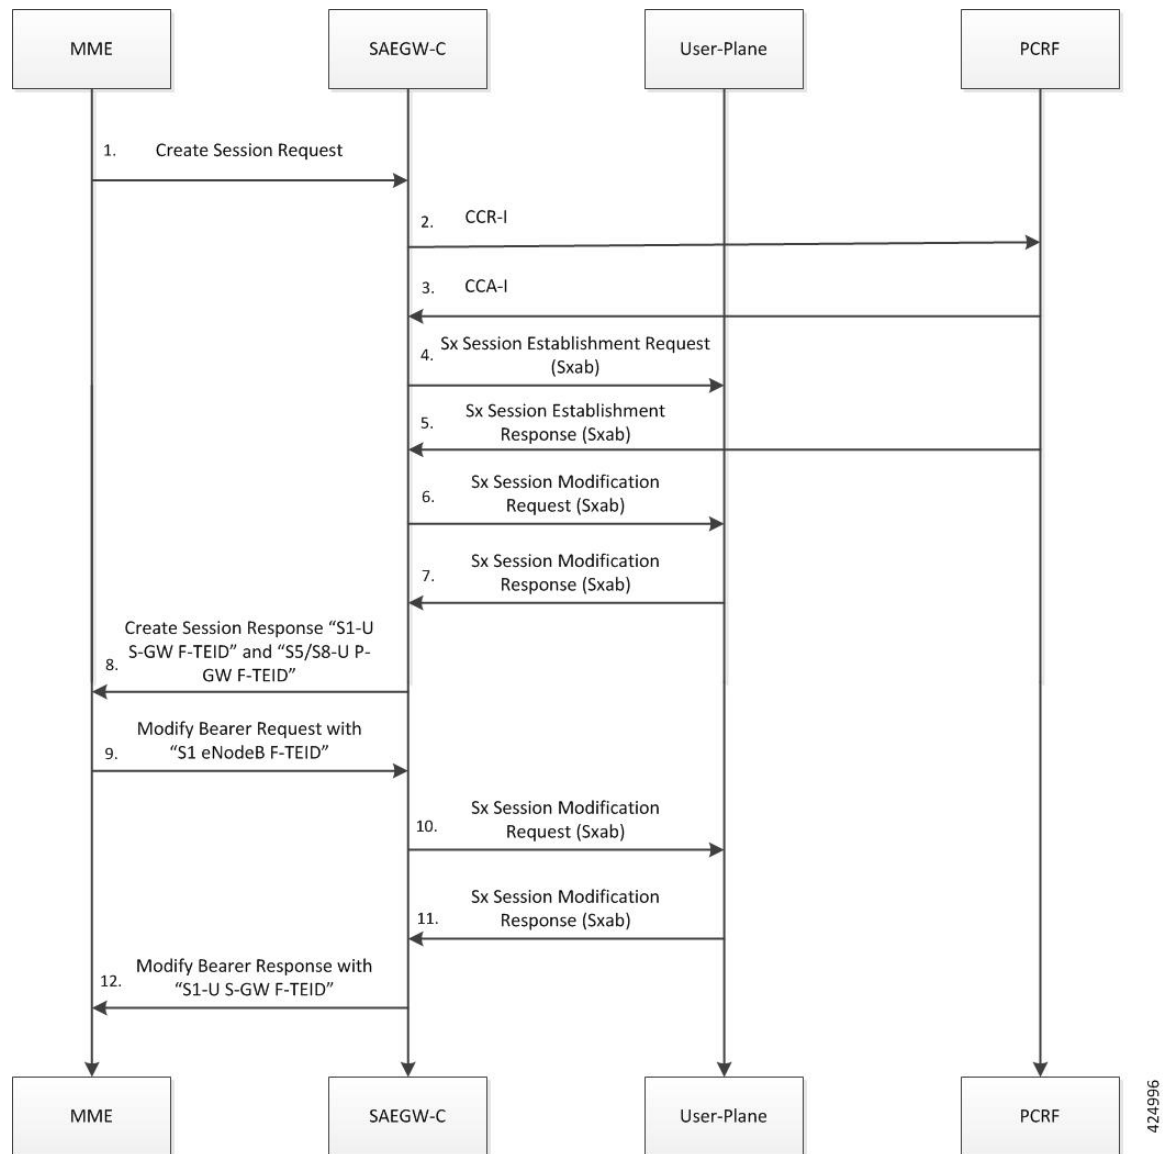 MME
SAEGW-C
User-Plane
PCRF
1. Create Session Request
2. CCR-I
3. CCA-I
4. Sx Session Establishment Request
(Sxab)
5. Sx Session Establishment
Response (Sxab)
6. Sx Session Modification
Request (Sxab)
7. Sx Session Modification
Response (Sxab)
8. Create Session Response “S1-U
S-GW F-TEID” and “S5/S8-U P-
GW F-TEID”
9. Modify Bearer Request with
“S1 eNodeB F-TEID”
10. Sx Session Modification
Request (Sxab)
11. Sx Session Modification
Response (Sxab)
12. Modify Bearer Response with
“S1-U S-GW F-TEID”
MME
SAEGW-C
User-Plane
PCRF
424996